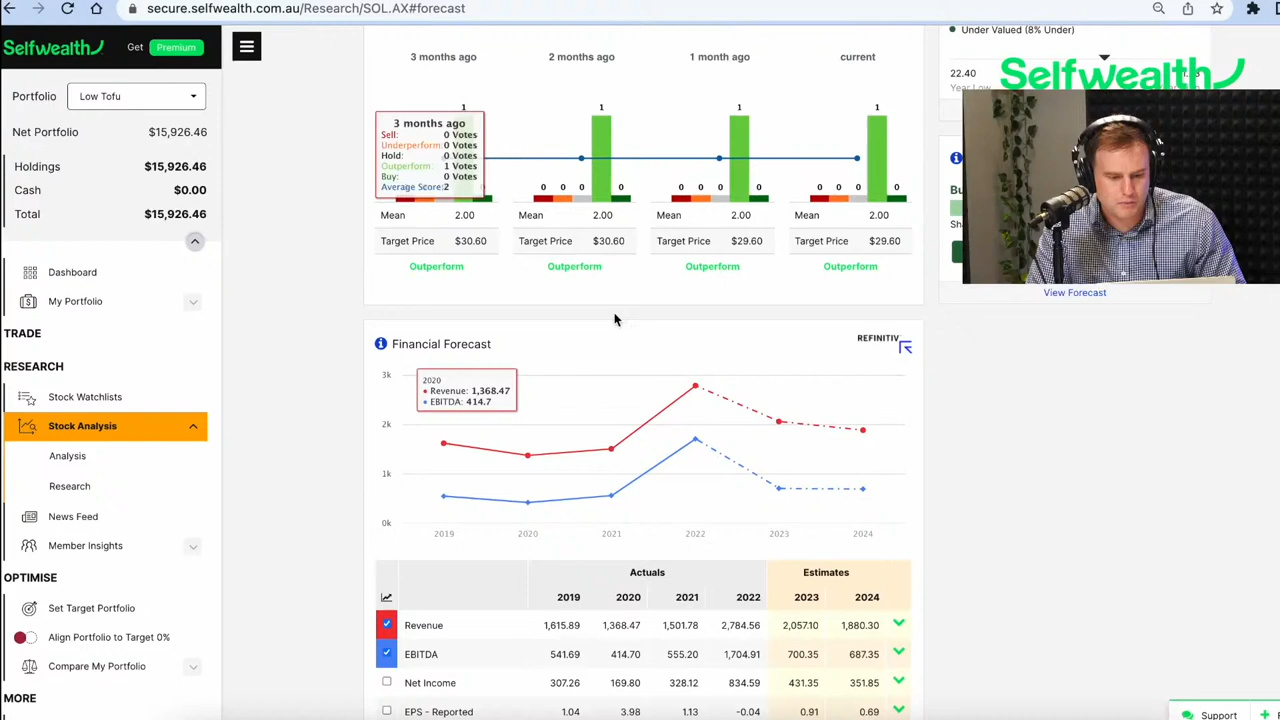 secure.selfwealth.com.au/Research/SOL.AX#forecast
Selfwealth
Get Premium
Portfolio Low Tofu
Net Portfolio $15,926.46
Holdings $15,926.46
Cash $0.00
Total $15,926.46
Dashboard
My Portfolio
TRADE
RESEARCH
Stock Watchlists
Stock Analysis
Analysis
Research
News Feed
Member Insights
OPTIMISE
Set Target Portfolio
Align Portfolio to Target 0%
Compare My Portfolio
MORE
3 months ago 2 months ago 1 month ago current
1 1 1 1
3 months ago
Sell: 0 Votes
Underperform: 0 Votes
Hold: 0 Votes
Outperform: 1 Votes
Buy: 0 Votes
Average Score: 2
0 0 0 0 0 0 0 0 0 0 0 0
Mean 2.00 Mean 2.00 Mean 2.00 Mean 2.00
Target Price $30.60 Target Price $30.60 Target Price $29.60 Target Price $29.60
Outperform Outperform Outperform Outperform
Financial Forecast
REFINITIV
3k
2k
1k
0k
2020
Revenue: 1,368.47
EBITDA: 414.7
2019 2020 2021 2022 2023 2024
Actuals Estimates
2019 2020 2021 2022 2023 2024
Revenue 1,615.89 1,368.47 1,501.78 2,784.56 2,057.10 1,880.30
EBITDA 541.69 414.70 555.20 1,704.91 700.35 687.35
Net Income 307.26 169.80 328.12 834.59 431.35 351.85
EPS - Reported 1.04 3.98 1.13 -0.04 0.91 0.69
Under Valued (8% Under)
22.40
Year Low
Selfwealth
View Forecast
Support